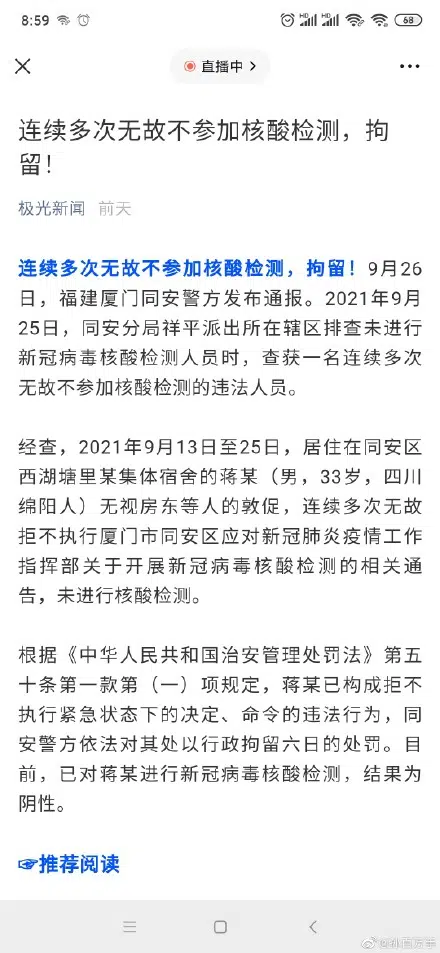 8:59
HD HD 68
直播中 >
连续多次无故不参加核酸检测，拘
留！
极光新闻 前天
连续多次无故不参加核酸检测，拘留！9月26
日，福建厦门同安警方发布通报。2021年9月
25日，同安分局祥平派出所在辖区排查未进行
新冠病毒核酸检测人员时，查获一名连续多次
无故不参加核酸检测的违法人员。
经查，2021年9月13日至25日，居住在同安区
西湖塘里某集体宿舍的蒋某（男，33岁，四川
绵阳人）无视房东等人的敦促，连续多次无故
拒不执行厦门市同安区应对新冠肺炎疫情工作
指挥部关于开展新冠病毒核酸检测的相关通
告，未进行核酸检测。
根据《中华人民共和国治安管理处罚法》第五
十条第一款第（一）项规定，蒋某已构成拒不
执行紧急状态下的决定、命令的违法行为，同
安警方依法对其处以行政拘留六日的处罚。目
前，已对蒋某进行新冠病毒核酸检测，结果为
阴性。
☞推荐阅读